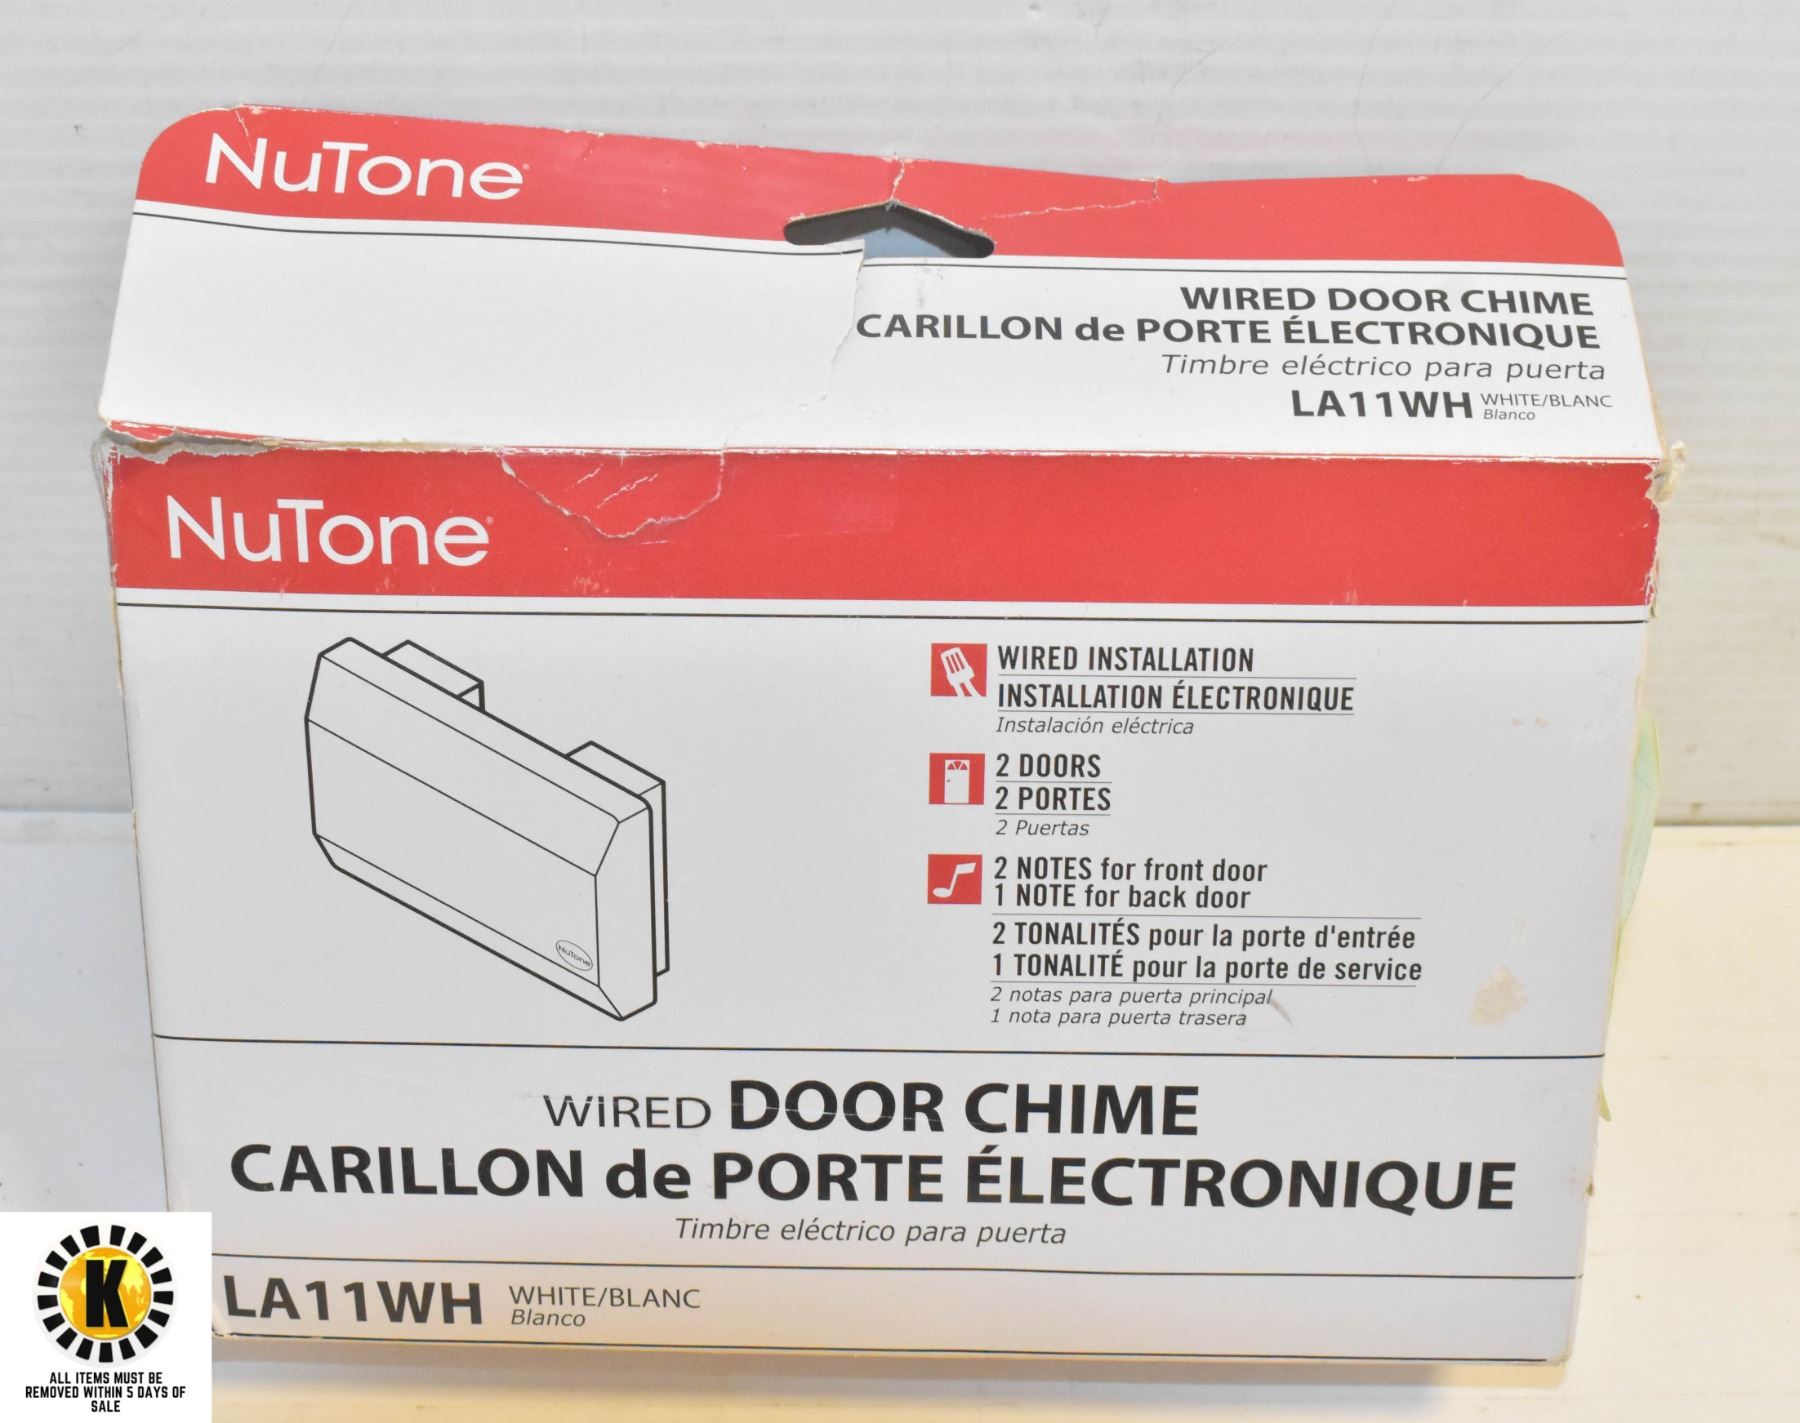 NuTone
WIRED DOOR CHIME
CARILLON de PORTE ÉLECTRONIQUE
Timbre eléctrico para puerta
LA11WH WHITE/BLANC
Blanco
NuTone
WIRED INSTALLATION
INSTALLATION ÉLECTRONIQUE
Instalación eléctrica
2 DOORS
2 PORTES
2 Puertas
2 NOTES for front door
1 NOTE for back door
2 TONALITÉS pour la porte d'entrée
1 TONALITÉ pour la porte de service
2 notas para puerta principal
1 nota para puerta trasera
NuTone
WIRED DOOR CHIME
CARILLON de PORTE ÉLECTRONIQUE
Timbre eléctrico para puerta
LA11WH WHITE/BLANC
Blanco
K
ALL ITEMS MUST BE
REMOVED WITHIN 5 DAYS OF
SALE